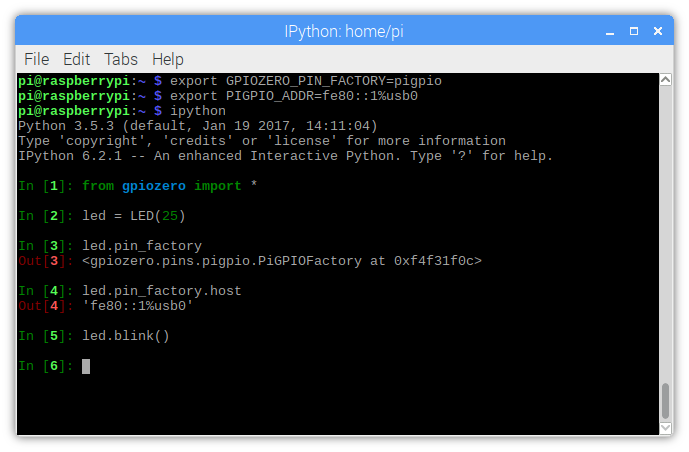 IPython: home/pi
File Edit Tabs Help
pi@raspberrypi:~ $ export GPIOZERO_PIN_FACTORY=pigpio
pi@raspberrypi:~ $ export PIGPIO_ADDR=fe80::1%usb0
pi@raspberrypi:~ $ ipython
Python 3.5.3 (default, Jan 19 2017, 14:11:04)
Type 'copyright', 'credits' or 'license' for more information
IPython 6.2.1 -- An enhanced Interactive Python. Type '?' for help.
In [1]: from gpiozero import *
In [2]: led = LED(25)
In [3]: led.pin_factory
Out[3]: <gpiozero.pins.pigpio.PiGPIOFactory at 0xf4f31f0c>
In [4]: led.pin_factory.host
Out[4]: 'fe80::1%usb0'
In [5]: led.blink()
In [6]: